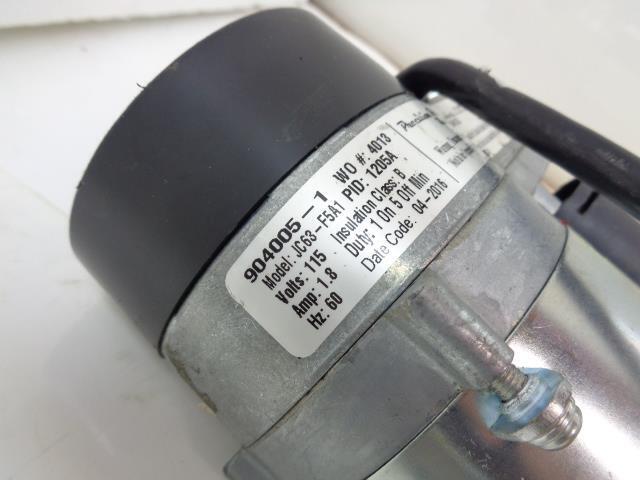 904005-1 WO #: 4013
Model: JC63-F5A1 PID: 1205A
Volts: 115 Insulation Class: B
Amp: 1.8 Duty: 1 On 5 Off Min
Hz: 60 Date Code: 04-2016